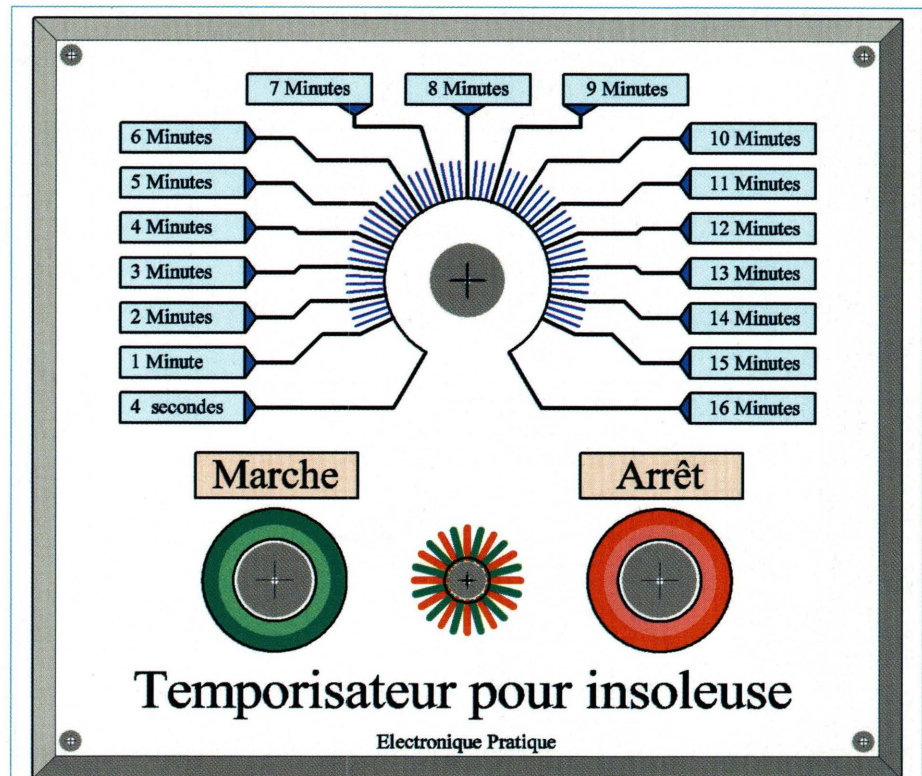 7 Minutes
8 Minutes
9 Minutes
6 Minutes
10 Minutes
5 Minutes
11 Minutes
4 Minutes
12 Minutes
3 Minutes
13 Minutes
2 Minutes
14 Minutes
1 Minute
15 Minutes
4 secondes
16 Minutes
Marche
Arrêt
Temporisateur pour insoleuse
Electronique Pratique